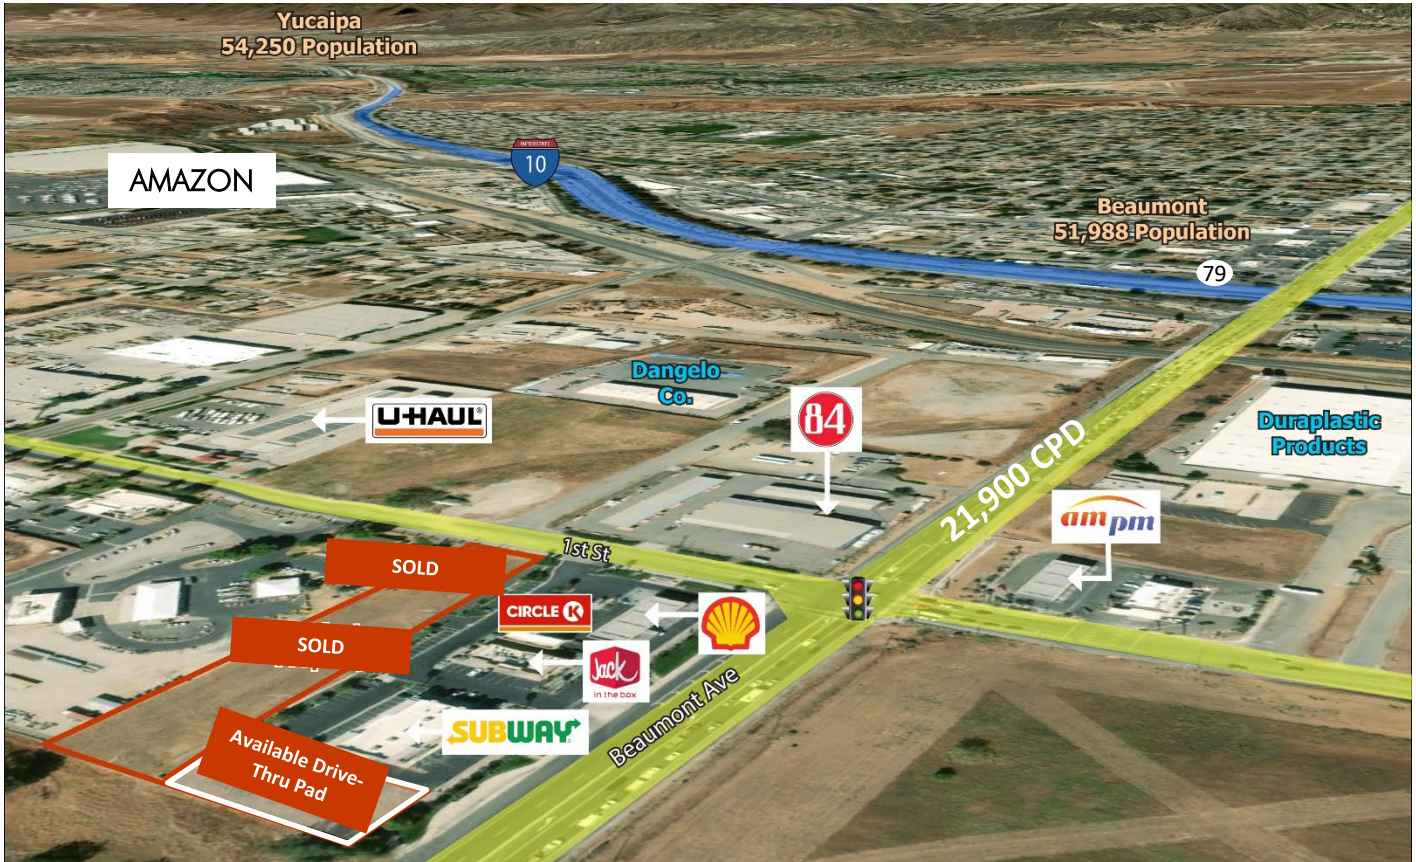 Yucaipa
54,250 Population
INTERSTATE
10
AMAZON
Beaumont
51,988 Population
79
Dangelo
Co.
U-HAUL®
84
Duraplastic
Products
21,900 CPD
ampm
1st St
SOLD
CIRCLE K
SOLD
Jack
in the box
SUBWAY
Beaumont Ave
Available Drive-
Thru Pad